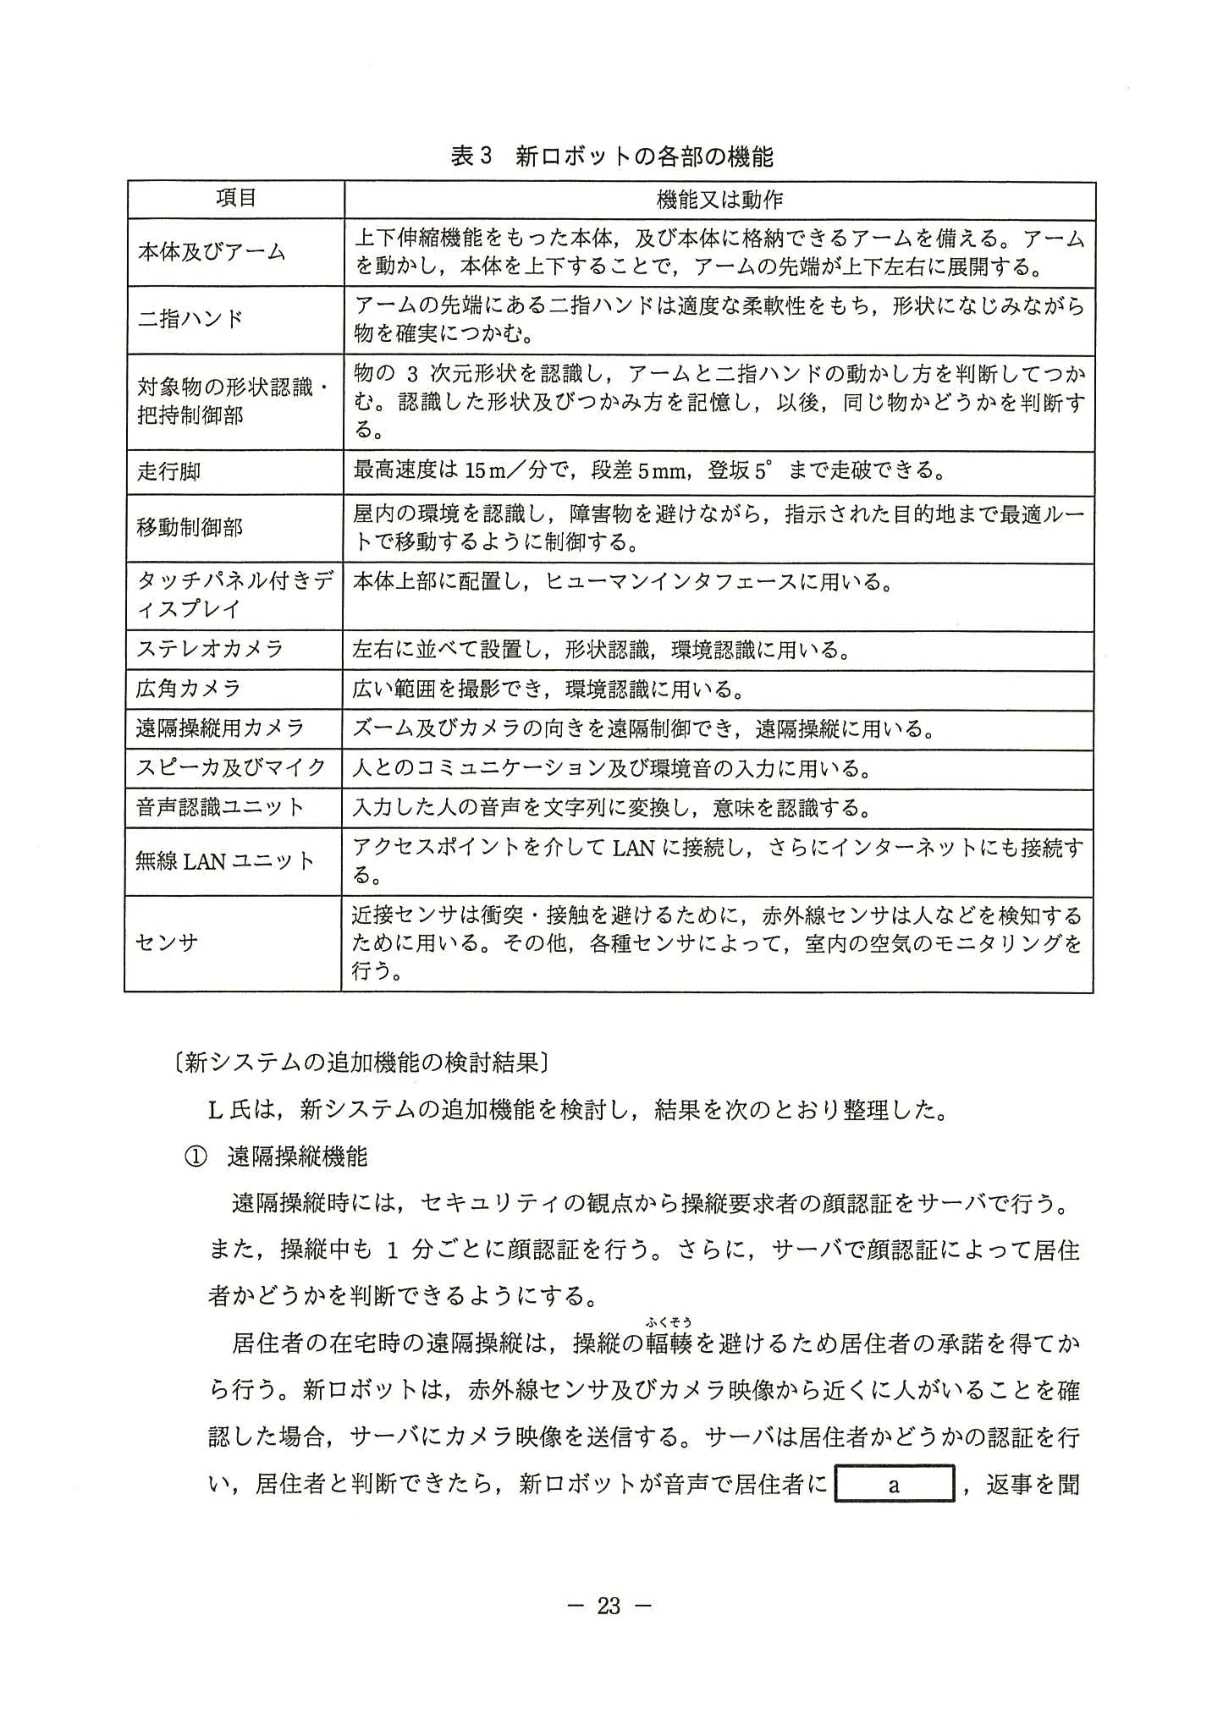 表3 新ロボットの各部の機能
項目 機能又は動作
本体及びアーム 上下伸縮機能をもった本体，及び本体に格納できるアームを備える。アーム
を動かし，本体を上下することで，アームの先端が上下左右に展開する。
二指ハンド アームの先端にある二指ハンドは適度な柔軟性をもち，形状になじみながら
物を確実につかむ。
対象物の形状認識・
把持制御部
物の 3 次元形状を認識し，アームと二指ハンドの動かし方を判断してつか
む。認識した形状及びつかみ方を記憶し，以後，同じ物かどうかを判断す
る。
走行脚 最高速度は 15m／分で，段差 5mm，登坂 5° まで走破できる。
移動制御部 屋内の環境を認識し，障害物を避けながら，指示された目的地まで最適ルー
トで移動するように制御する。
タッチパネル付きデ
ィスプレイ
本体上部に配置し，ヒューマンインタフェースに用いる。
ステレオカメラ 左右に並べて設置し，形状認識，環境認識に用いる。
広角カメラ 広い範囲を撮影でき，環境認識に用いる。
遠隔操縦用カメラ ズーム及びカメラの向きを遠隔制御でき，遠隔操縦に用いる。
スピーカ及びマイク 人とのコミュニケーション及び環境音の入力に用いる。
音声認識ユニット 入力した人の音声を文字列に変換し，意味を認識する。
無線 LAN ユニット アクセスポイントを介して LAN に接続し，さらにインターネットにも接続す
る。
センサ 近接センサは衝突・接触を避けるために，赤外線センサは人などを検知する
ために用いる。その他，各種センサによって，室内の空気のモニタリングを
行う。
〔新システムの追加機能の検討結果〕
L 氏は，新システムの追加機能を検討し，結果を次のとおり整理した。
① 遠隔操縦機能
遠隔操縦時には，セキュリティの観点から操縦要求者の顔認証をサーバで行う。
また，操縦中も 1 分ごとに顔認証を行う。さらに，サーバで顔認証によって居住
者かどうかを判断できるようにする。
ふくそう
居住者の在宅時の遠隔操縦は，操縦の輻輳を避けるため居住者の承諾を得てか
ら行う。新ロボットは，赤外線センサ及びカメラ映像から近くに人がいることを確
認した場合，サーバにカメラ映像を送信する。サーバは居住者かどうかの認証を行
い，居住者と判断できたら，新ロボットが音声で居住者に a ，返事を聞
－ 23 －